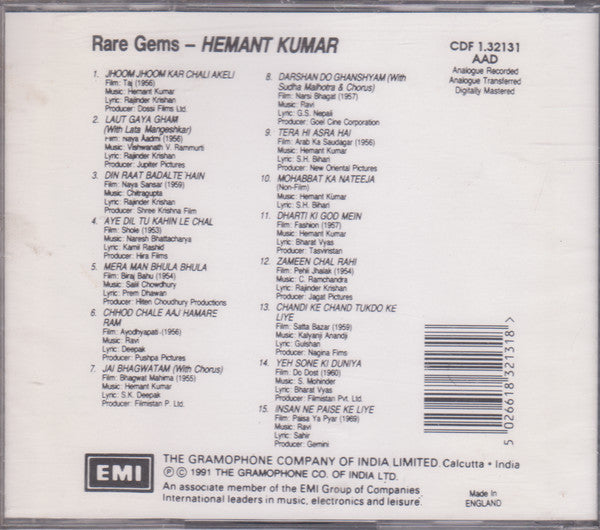 Rare Gems – HEMANT KUMAR
CDF 1.32131
AAD
Analogue Recorded
Analogue Transferred
Digitally Mastered
1. JHOOM JHOOM KAR CHALI AKELI
Film: Taj (1956)
Music: Hemant Kumar
Lyric: Rajinder Krishan
Producer: Dossi Films Ltd.
2. LAUT GAYA GHAM
(With Lata Mangeshkar)
Film: Naya Aadmi (1956)
Music: Vishwanath V. Rammurti
Lyric: Rajinder Krishan
Producer: Jupiter Pictures
3. DIN RAAT BADALTE HAIN
Film: Naya Sansar (1959)
Music: Chitragupta
Lyric: Rajinder Krishan
Producer: Shree Krishna Film
4. AYE DIL TU KAHIN LE CHAL
Film: Shole (1953)
Music: Naresh Bhattacharya
Lyric: Kamil Rashid
Producer: Hira Films
5. MERA MAN BHULA BHULA
Film: Biraj Bahu (1954)
Music: Salil Chowdhury
Lyric: Prem Dhawan
Producer: Hiten Choudhury Productions
6. CHHOD CHALE AAJ HAMARE
RAM
Film: Ayodhyapati (1956)
Music: Ravi
Lyric: Deepak
Producer: Pushpa Pictures
7. JAI BHAGWATAM (With Chorus)
Film: Bhagwat Mahima (1955)
Music: Hemant Kumar
Lyric: S.K. Deepak
Producer: Filmistan P. Ltd.
8. DARSHAN DO GHANSHYAM (With
Sudha Malhotra & Chorus)
Film: Narsi Bhagat (1957)
Music: Ravi
Lyric: G.S. Nepali
Producer: Goel Cine Corporation
9. TERA HI ASRA HAI
Film: Arab Ka Saudagar (1956)
Music: Hemant Kumar
Lyric: S.H. Bihari
Producer: New Oriental Pictures
10. MOHABBAT KA NATEEJA
(Non-Film)
Music: Hemant Kumar
Lyric: S.H. Bihari
11. DHARTI KI GOD MEIN
Film: Fashion (1957)
Music: Hemant Kumar
Lyric: Bharat Vyas
Producer: Tasviristan
12. ZAMEEN CHAL RAHI
Film: Pehli Jhalak (1954)
Music: C. Ramchandra
Lyric: Rajinder Krishan
Producer: Jagat Pictures
13. CHANDI KE CHAND TUKDO KE
LIYE
Film: Satta Bazar (1959)
Music: Kalyanji Anandji
Lyric: Gulshan
Producer: Nagina Films
14. YEH SONE KI DUNIYA
Film: Do Dost (1960)
Music: S. Mohinder
Lyric: Bharat Vyas
Producer: Filmistan Pvt. Ltd.
15. INSAN NE PAISE KE LIYE
Film: Paisa Ya Pyar (1969)
Music: Ravi
Lyric: Sahir
Producer: Gemini
5 026618 321318 >
EMI
THE GRAMOPHONE COMPANY OF INDIA LIMITED. Calcutta • India
Ⓟ © 1991 THE GRAMOPHONE CO. OF INDIA LTD.
An associate member of the EMI Group of Companies.
International leaders in music, electronics and leisure.
Made in
ENGLAND